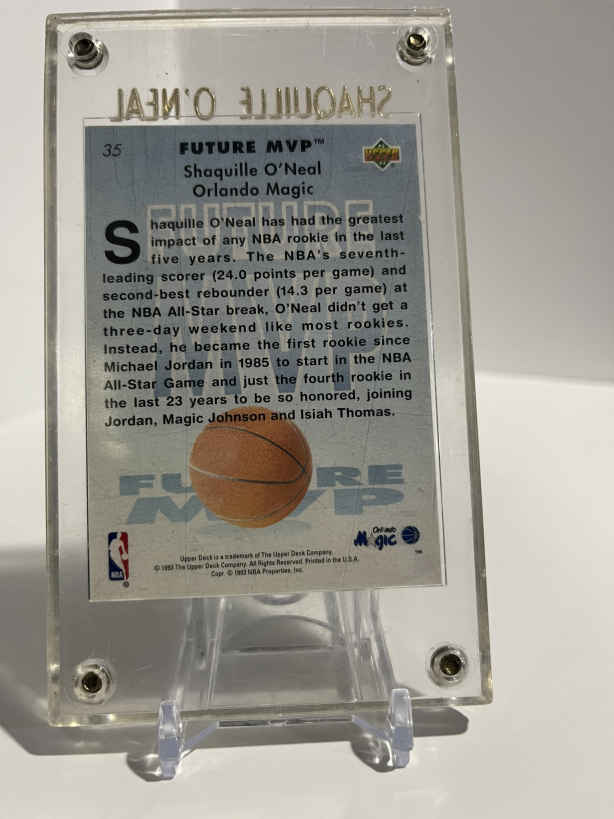 SHAQUILLE O'NEAL
35
FUTURE MVP™
UPPER DECK
Shaquille O'Neal
Orlando Magic
Shaquille O'Neal has had the greatest
impact of any NBA rookie in the last
five years. The NBA's seventh-
leading scorer (24.0 points per game) and
second-best rebounder (14.3 per game) at
the NBA All-Star break, O'Neal didn't get a
three-day weekend like most rookies.
Instead, he became the first rookie since
Michael Jordan in 1985 to start in the NBA
All-Star Game and just the fourth rookie in
the last 23 years to be so honored, joining
Jordan, Magic Johnson and Isiah Thomas.
FUTURE
MVP
FUTURE
MVP
NBA
®
Orlando
Magic
™
Upper Deck is a trademark of The Upper Deck Company.
© 1993 The Upper Deck Company. All Rights Reserved. Printed in the U.S.A.
Copr. © 1993 NBA Properties, Inc.